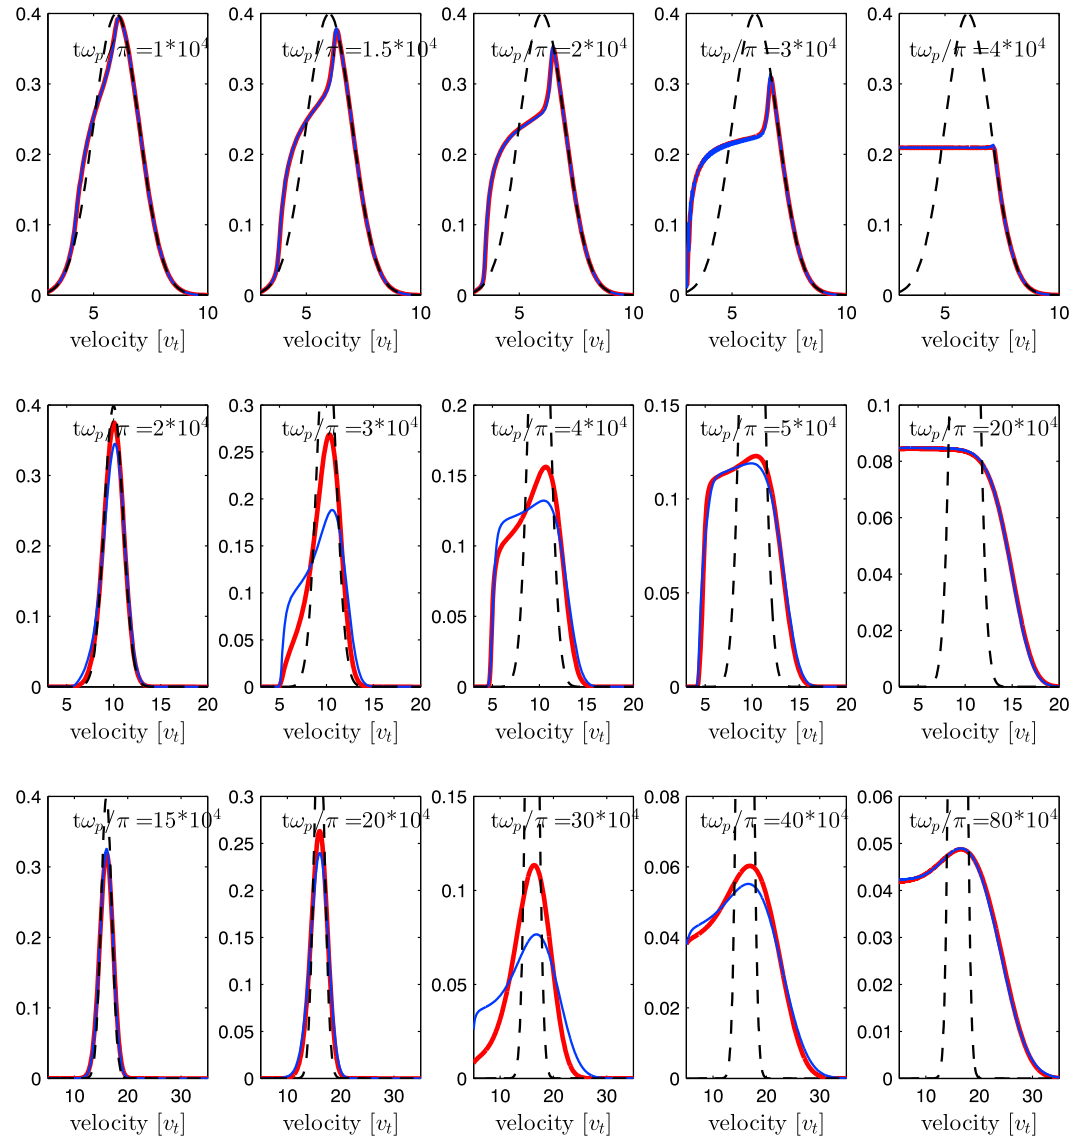 0.4 0.4 0.4 0.4 0.4
tω_p/π =1*10^4 tω_p/π =1.5*10^4 tω_p/π =2*10^4 tω_p/π =3*10^4 tω_p/π =4*10^4
0.3 0.3 0.3 0.3 0.3
0.2 0.2 0.2 0.2 0.2
0.1 0.1 0.1 0.1 0.1
0 0 0 0 0
5 10 5 10 5 10 5 10 5 10
velocity [v_t] velocity [v_t] velocity [v_t] velocity [v_t] velocity [v_t]
0.4 0.3 0.2 0.15 0.1
tω_p/π =2*10^4 tω_p/π =3*10^4 tω_p/π =4*10^4 tω_p/π =5*10^4 tω_p/π =20*10^4
0.25 0.08
0.3 0.15
0.2 0.1
0.06
0.2 0.15 0.1
0.04
0.1 0.05
0.1 0.05
0.05 0.02
0 0 0 0 0
5 10 15 20 5 10 15 20 5 10 15 20 5 10 15 20 5 10 15 20
velocity [v_t] velocity [v_t] velocity [v_t] velocity [v_t] velocity [v_t]
0.4 0.3 0.15 0.08 0.06
tω_p/π =15*10^4 tω_p/π =20*10^4 tω_p/π =30*10^4 tω_p/π =40*10^4 tω_p/π =80*10^4
0.25 0.05
0.3 0.06
0.2 0.1 0.04
0.2 0.15 0.04 0.03
0.1 0.05 0.02
0.1 0.02
0.05 0.01
0 0 0 0 0
10 20 30 10 20 30 10 20 30 10 20 30 10 20 30
velocity [v_t] velocity [v_t] velocity [v_t] velocity [v_t] velocity [v_t]